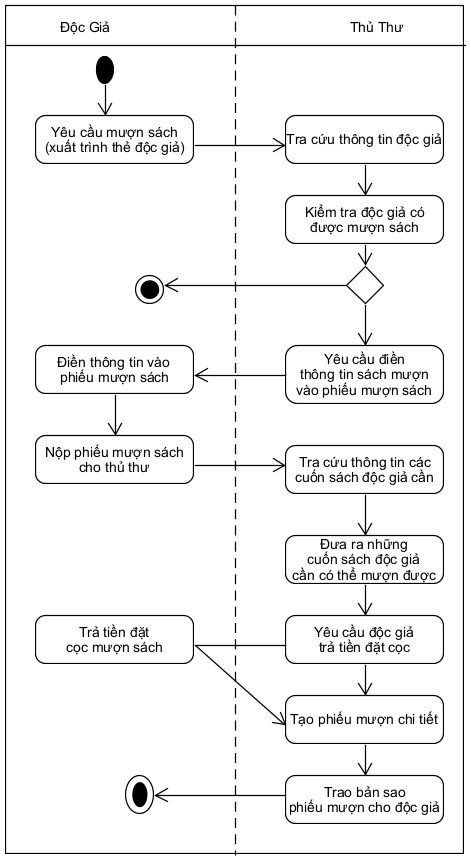 Độc Giả
Thủ Thư
Yêu cầu mượn sách
(xuất trình thẻ độc giả)
Tra cứu thông tin độc giả
Kiểm tra độc giả có
được mượn sách
Yêu cầu điền
thông tin sách mượn
vào phiếu mượn sách
Điền thông tin vào
phiếu mượn sách
Nộp phiếu mượn sách
cho thủ thư
Tra cứu thông tin các
cuốn sách độc giả cần
Đưa ra những
cuốn sách độc giả
cần có thể mượn được
Yêu cầu độc giả
trả tiền đặt cọc
Trả tiền đặt
cọc mượn sách
Tạo phiếu mượn chi tiết
Trao bản sao
phiếu mượn cho độc giả